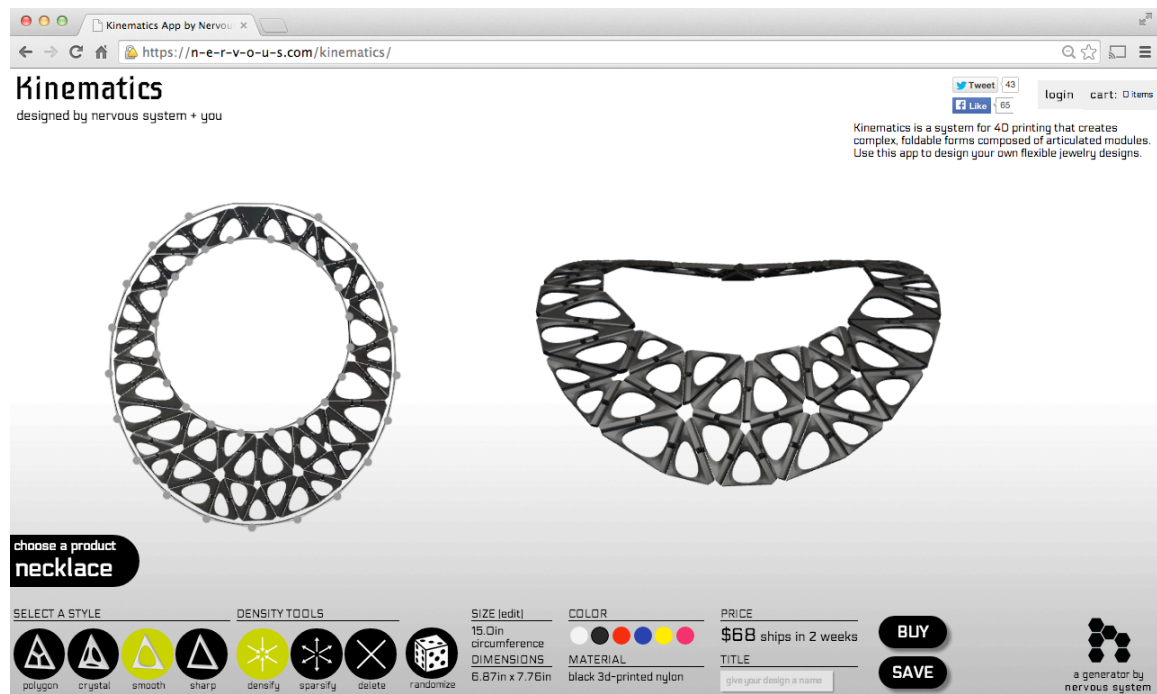 Kinematics App by Nervou
https://n-e-r-v-o-u-s.com/kinematics/
Kinematics
designed by nervous system + you
Tweet 43
Like 65
login cart: 0 items
Kinematics is a system for 4D printing that creates
complex, foldable forms composed of articulated modules.
Use this app to design your own flexible jewelry designs.
choose a product
necklace
SELECT A STYLE
polygon crystal smooth sharp
DENSITY TOOLS
densify sparsify delete
randomize
SIZE (edit)
15.0in
circumference
DIMENSIONS
6.87in x 7.76in
COLOR
MATERIAL
black 3d-printed nylon
PRICE
$68 ships in 2 weeks
TITLE
give your design a name
BUY
SAVE
a generator by
nervous system